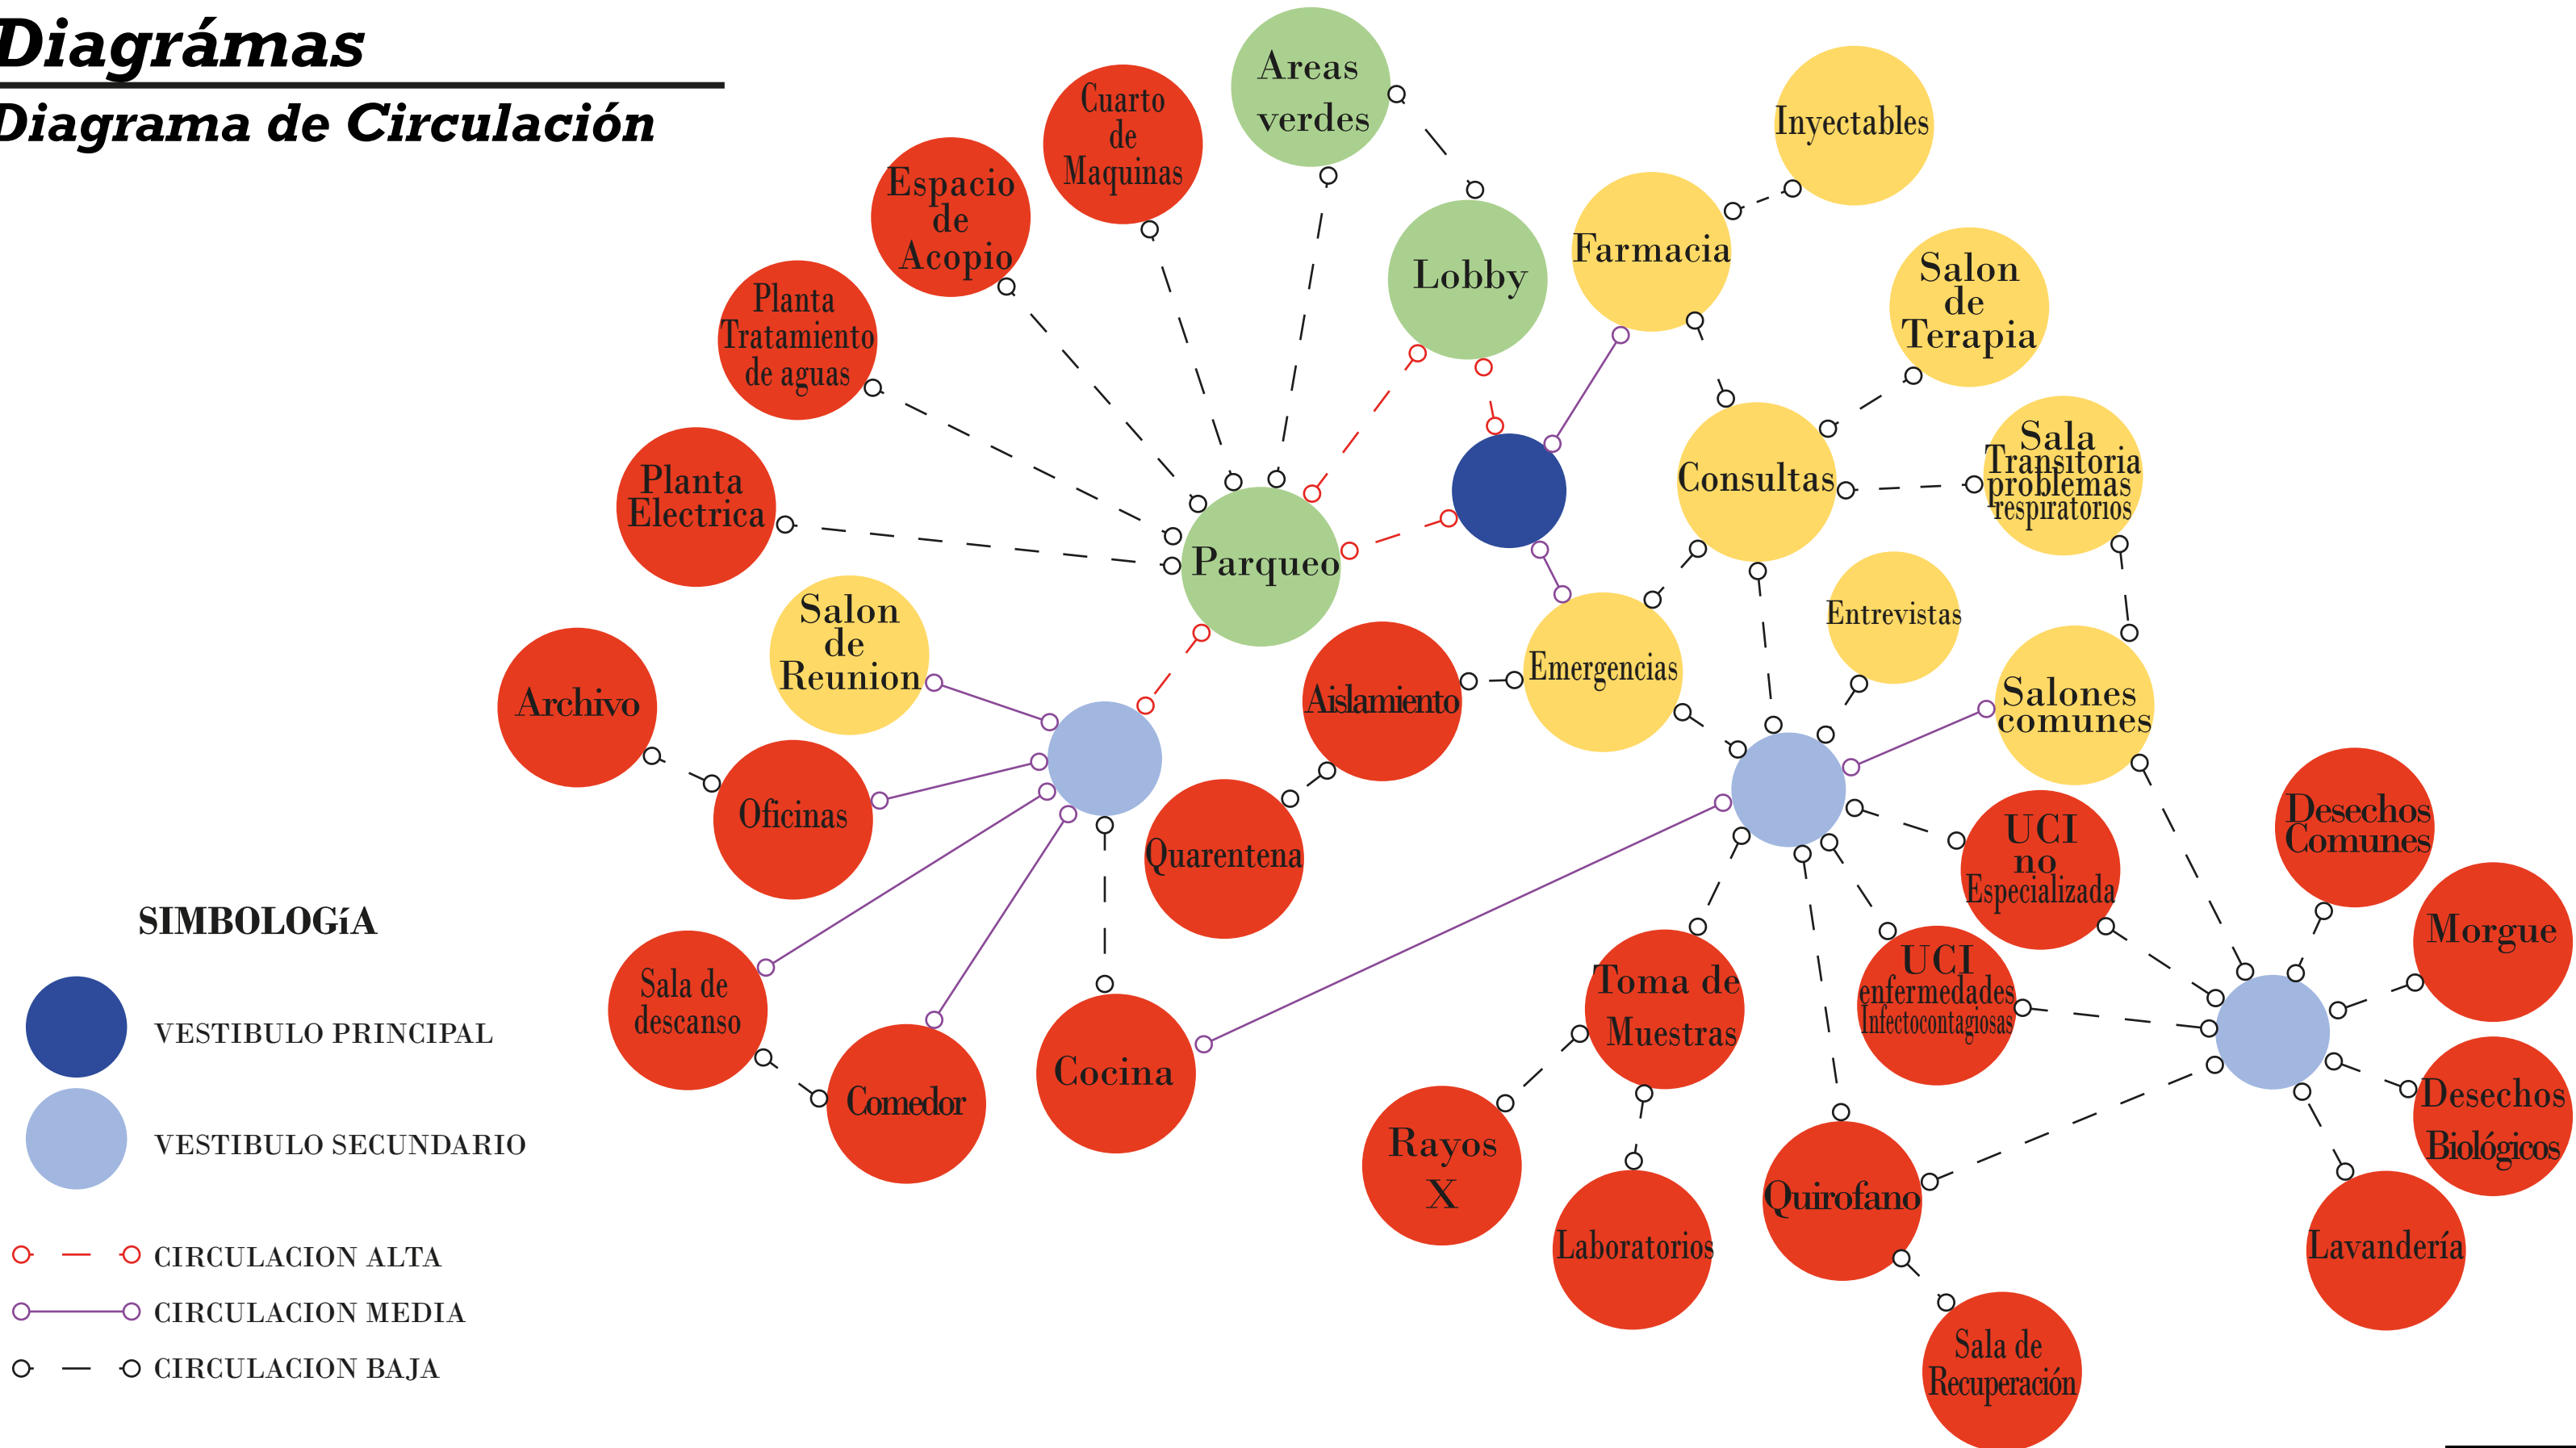 Diagrámas
Diagrama de Circulación
Areas
verdes
Cuarto
de
Maquinas
Inyectables
Espacio
de
Acopio
Farmacia
Lobby
Salon
de
Terapia
Planta
Tratamiento
de aguas
Sala
Transitoria
problemas
respiratorios
Consultas
Planta
Electrica
Parqueo
Salon
de
Reunion
Entrevistas
Emergencias
Aislamiento
Archivo
Salones
comunes
Oficinas
Quarentena
Desechos
Comunes
UCI
no
Especializada
Morgue
SIMBOLOGíA
VESTIBULO PRINCIPAL
VESTIBULO SECUNDARIO
CIRCULACION ALTA
CIRCULACION MEDIA
CIRCULACION BAJA
Sala de
descanso
Comedor
Cocina
Toma de
Muestras
UCI
enfermedades
Infectocontagiosas
Desechos
Biológicos
Rayos
X
Laboratorios
Quirofano
Lavandería
Sala de
Recuperación